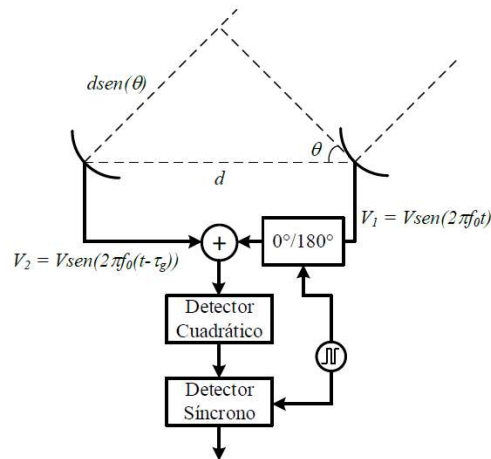 dsen(θ)
θ
d
V₁ = Vsen(2πf₀t)
V₂ = Vsen(2πf₀(t-τg))
+
0°/180°
Detector
Cuadrático
Detector
Síncrono